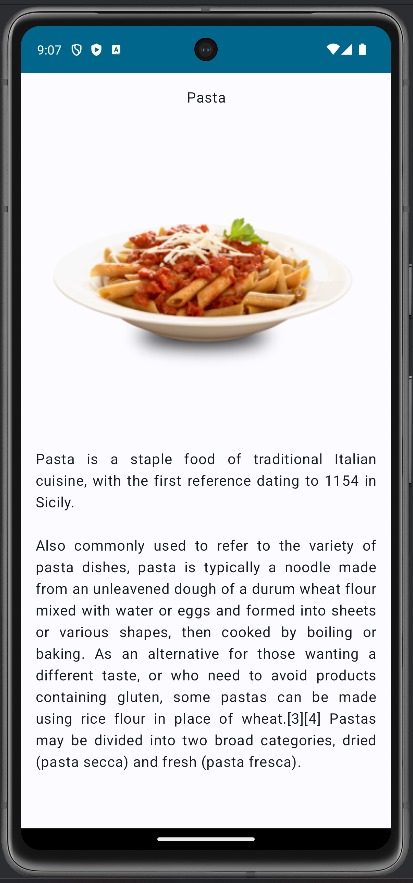 9:07
Pasta
Pasta is a staple food of traditional Italian
cuisine, with the first reference dating to 1154 in
Sicily.
Also commonly used to refer to the variety of
pasta dishes, pasta is typically a noodle made
from an unleavened dough of a durum wheat flour
mixed with water or eggs and formed into sheets
or various shapes, then cooked by boiling or
baking. As an alternative for those wanting a
different taste, or who need to avoid products
containing gluten, some pastas can be made
using rice flour in place of wheat.[3][4] Pastas
may be divided into two broad categories, dried
(pasta secca) and fresh (pasta fresca).